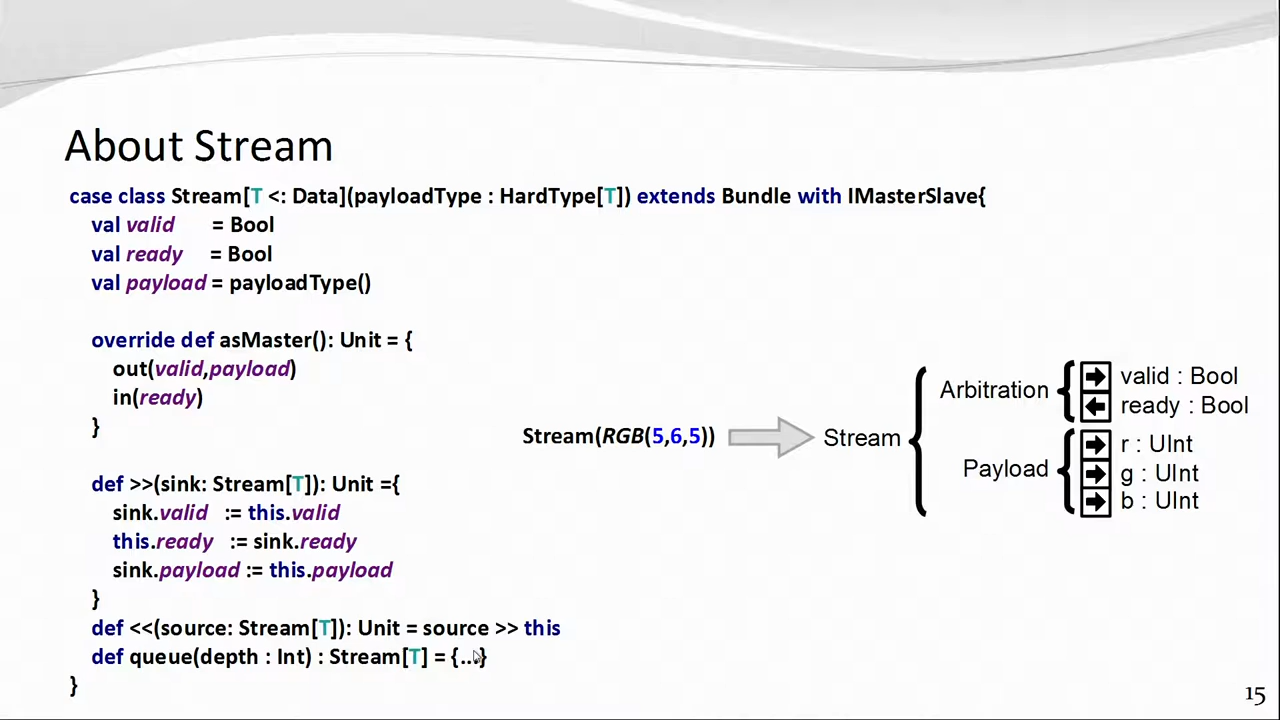 About Stream
case class Stream[T <: Data](payloadType : HardType[T]) extends Bundle with IMasterSlave{
val valid = Bool
val ready = Bool
val payload = payloadType()
override def asMaster(): Unit = {
out(valid,payload)
in(ready)
}
def >>(sink: Stream[T]): Unit ={
sink.valid := this.valid
this.ready := sink.ready
sink.payload := this.payload
}
def <<(source: Stream[T]): Unit = source >> this
def queue(depth : Int) : Stream[T] = {...}
}
Stream(RGB(5,6,5))
Stream
Arbitration
valid : Bool
ready : Bool
Payload
r : UInt
g : UInt
b : UInt
15